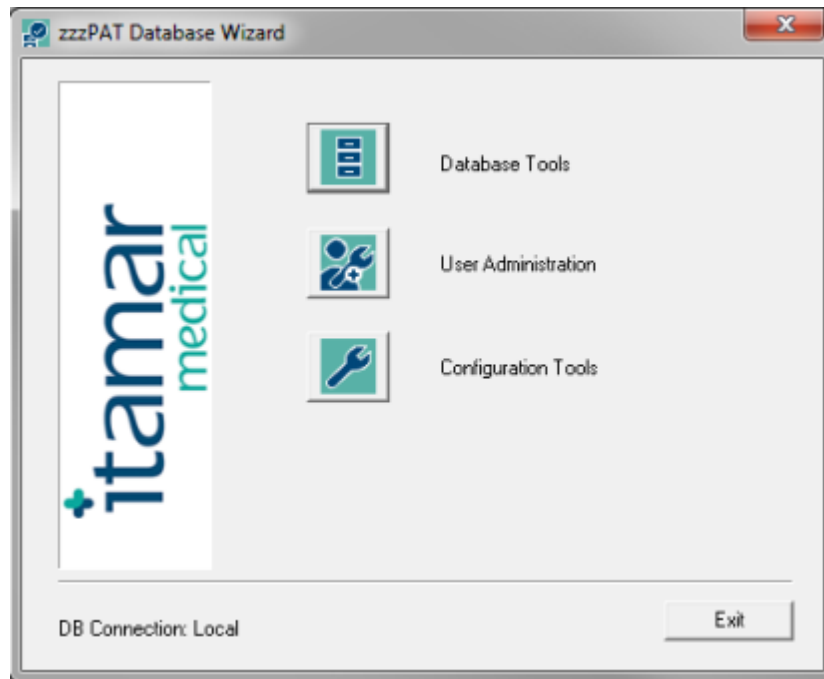 zzzPAT Database Wizard
itamar
medical
Database Tools
User Administration
Configuration Tools
DB Connection: Local
Exit